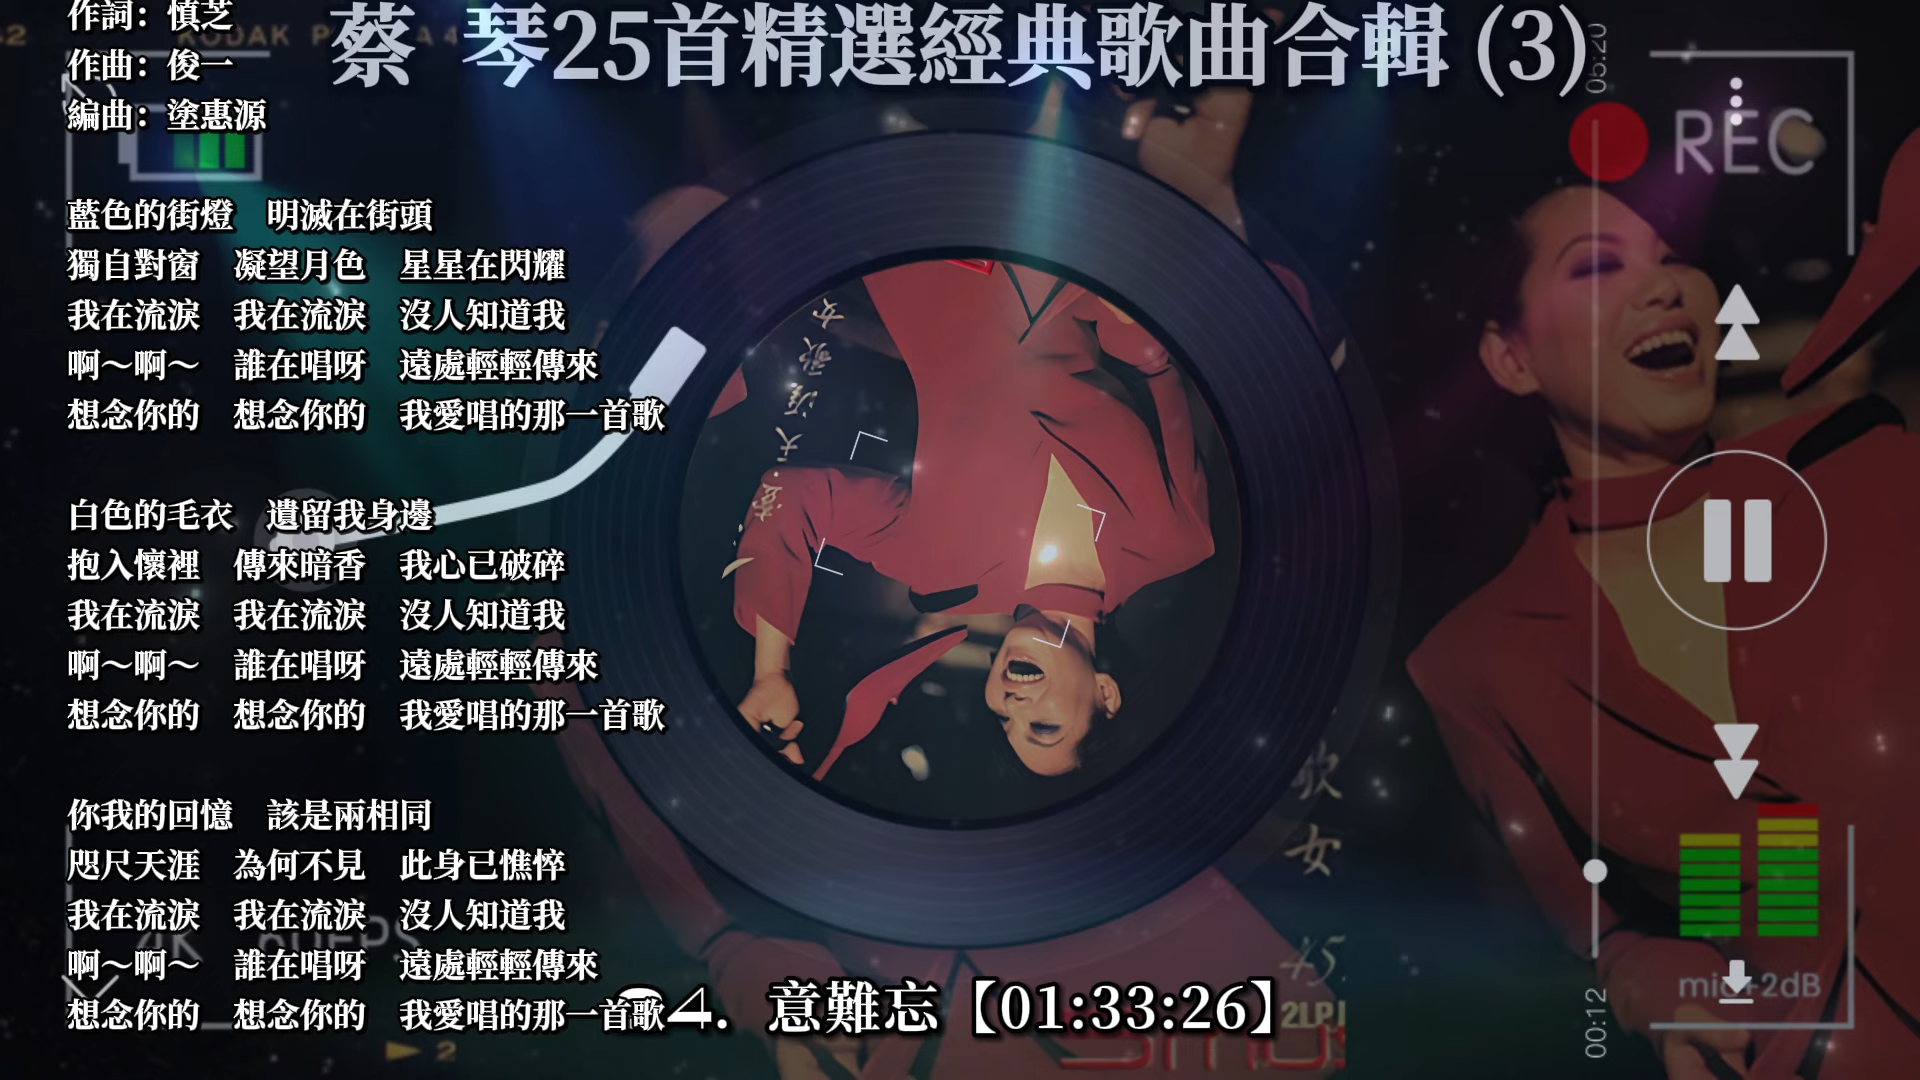 蔡 琴25首精選經典歌曲合輯 (3)
作詞：慎芝
作曲：俊一
編曲：塗惠源
藍色的街燈　明滅在街頭
獨自對窗　凝望月色　星星在閃耀
我在流淚　我在流淚　沒人知道我
啊～啊～　誰在唱呀　遠處輕輕傳來
想念你的　想念你的　我愛唱的那一首歌
白色的毛衣　遺留我身邊
抱入懷裡　傳來暗香　我心已破碎
我在流淚　我在流淚　沒人知道我
啊～啊～　誰在唱呀　遠處輕輕傳來
想念你的　想念你的　我愛唱的那一首歌
你我的回憶　該是兩相同
咫尺天涯　為何不見　此身已憔悴
我在流淚　我在流淚　沒人知道我
啊～啊～　誰在唱呀　遠處輕輕傳來
想念你的　想念你的　我愛唱的那一首歌
4. 意難忘【01:33:26】
REC
05:20
00:12
mic+2dB
KODAK
4K
天涯歌女
歌女
45.
2LP
2